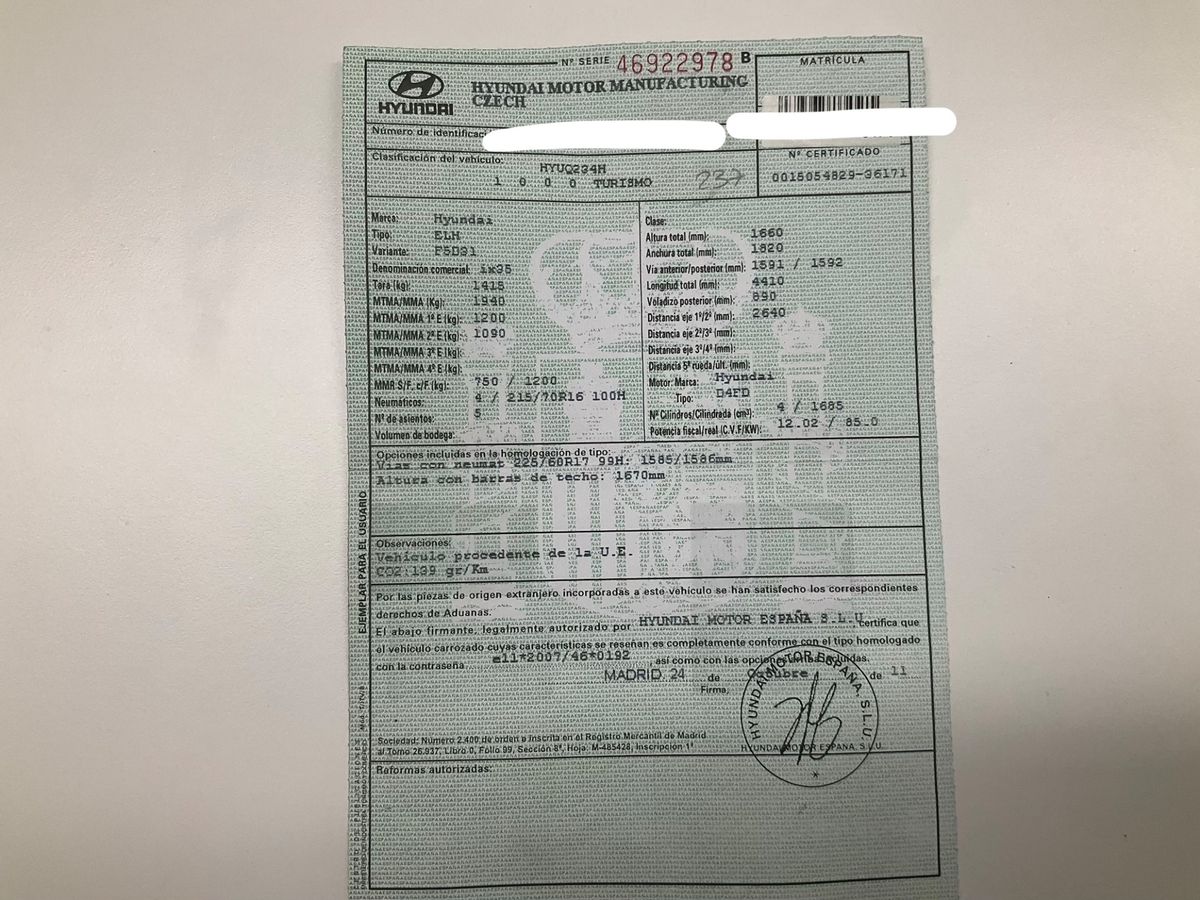 Nº SERIE 46922978 B
HYUNDAI
HYUNDAI MOTOR MANUFACTURING
CZECH
MATRÍCULA
Número de identificaci
Clasificación del vehículo:
HYUQ234H
1 0 0 0 TURISMO
237
Nº CERTIFICADO
0015054829-36171
Marca: Hyundai
Tipo: ELH
Variante: F5D31
Denominación comercial: ix35
Tara (kg): 1415
MTMA/MMA (Kg): 1940
MTMA/MMA 1º E (kg): 1200
MTMA/MMA 2º E (kg): 1090
MTMA/MMA 3º E (kg):
MTMA/MMA 4º E (kg):
MMR S/F. c/F. (kg): 750 / 1200
Neumáticos: 4 / 215/70R16 100H
Nº de asientos: 5
Volumen de bodega:
Clase:
Altura total (mm): 1660
Anchura total (mm): 1820
Vía anterior/posterior (mm): 1591 / 1592
Longitud total (mm): 4410
Voladizo posterior (mm): 890
Distancia eje 1º/2º (mm): 2640
Distancia eje 2º/3º (mm):
Distancia eje 3º/4º (mm):
Distancia 5ª rueda/últ. (mm):
Motor: Marca: Hyundai
Tipo: D4FD
Nº Cilindros/Cilindrada (cm³): 4 / 1685
Potencia fiscal/real (C.V.F/KW): 12.02 / 85.0
Opciones incluidas en la homologación de tipo:
Vías con neumat 225/60R17 99H: 1585/1586mm
Altura con barras de techo: 1670mm
Observaciones:
Vehículo procedente de la U.E.
CO2:139 gr/Km
Por las piezas de origen extranjero incorporadas a este vehículo se han satisfecho los correspondientes
derechos de Aduanas.
El abajo firmante, legalmente autorizado por HYUNDAI MOTOR ESPAÑA S.L.U. certifica que
el vehículo carrozado cuyas características se reseñan es completamente conforme con el tipo homologado
con la contraseña e11*2007/46*0192 así como con las opciones arriba incluidas.
MADRID 24 de Octubre de 11
Firma,
HYUNDAI MOTOR ESPAÑA, S.L.U.
HYUNDAI MOTOR ESPAÑA, S.L.U.
Sociedad: Número 2.400 de orden e Inscrita en el Registro Mercantil de Madrid
al Tomo 26.937, Libro 0, Folio 99, Sección 8ª, Hoja: M-485428, Inscripción 1ª
Reformas autorizadas:
EJEMPLAR PARA EL USUARIO